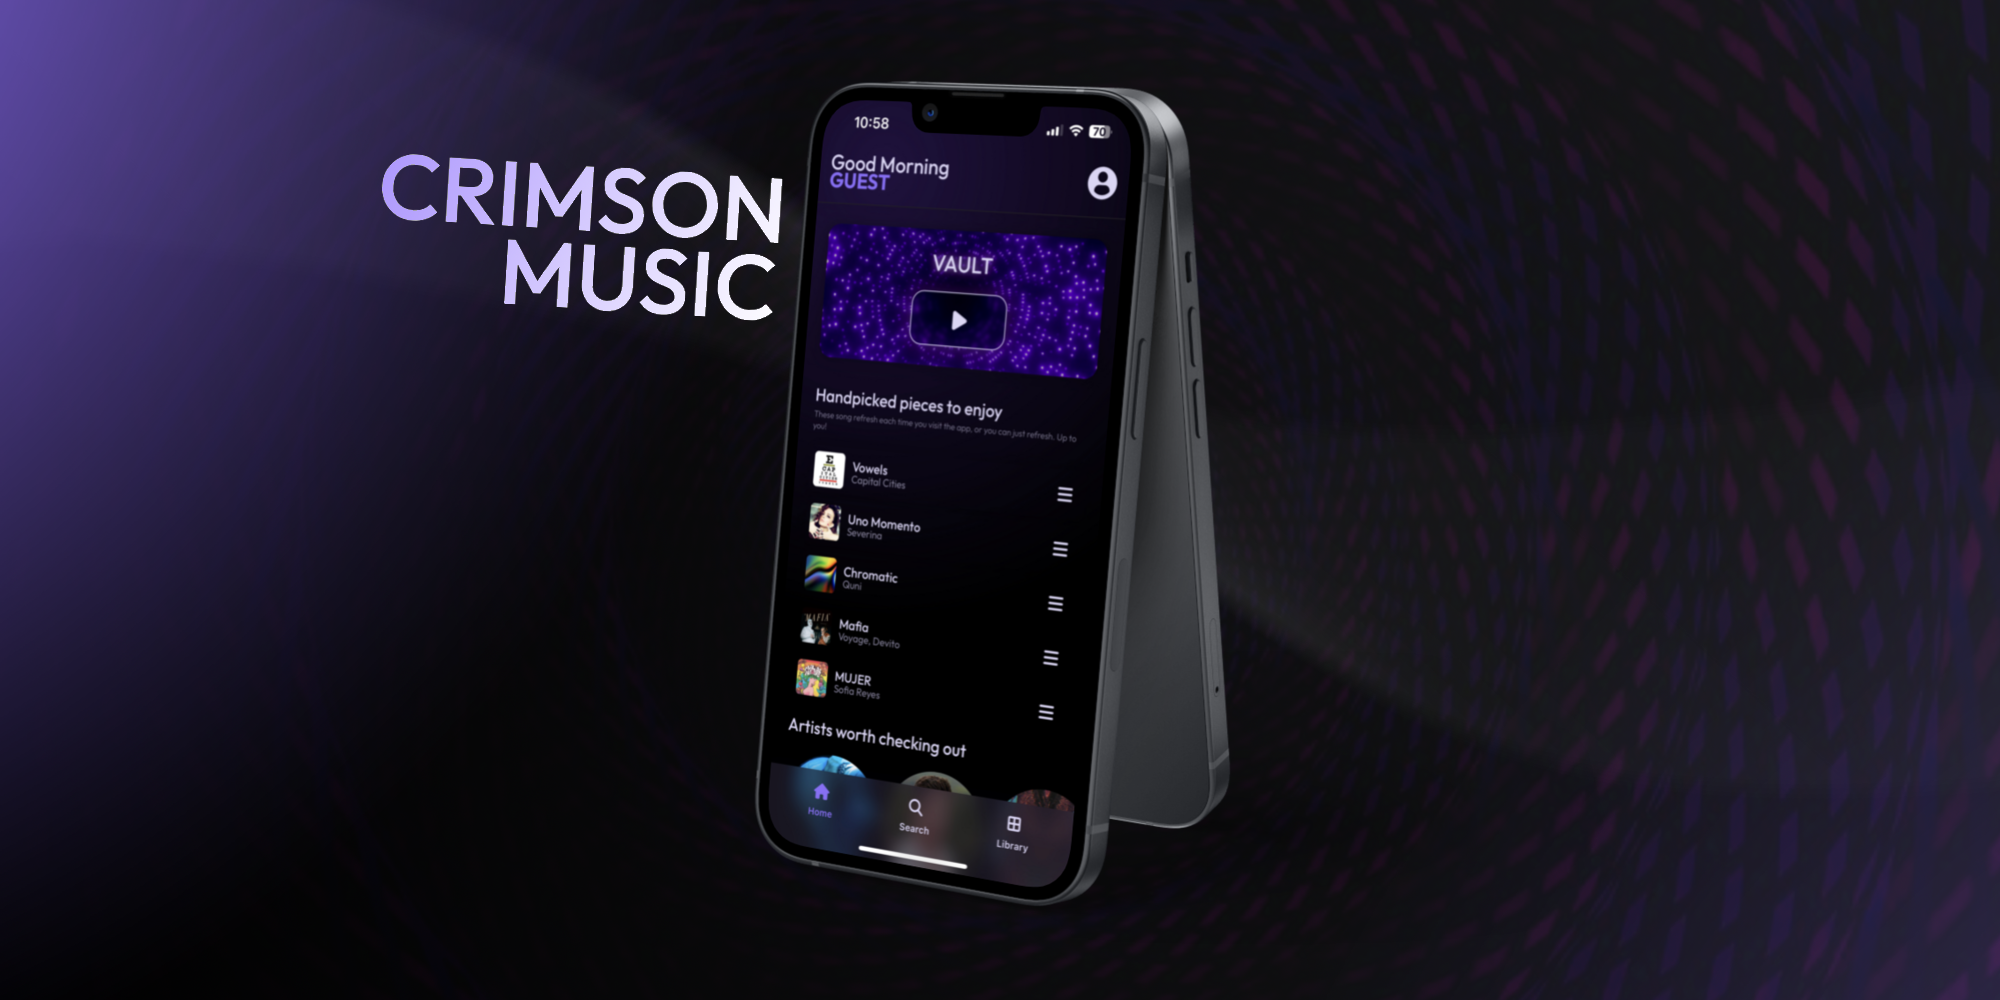 CRIMSON
MUSIC
10:58
70
Good Morning
GUEST
VAULT
Handpicked pieces to enjoy
These song refresh each time you visit the app, or you can just refresh. Up to
you!
Vowels
Capital Cities
Uno Momento
Severina
Chromatic
Quni
MAFIA
Mafia
Voyage, Devito
MUJER
Sofia Reyes
Artists worth checking out
Home
Search
Library